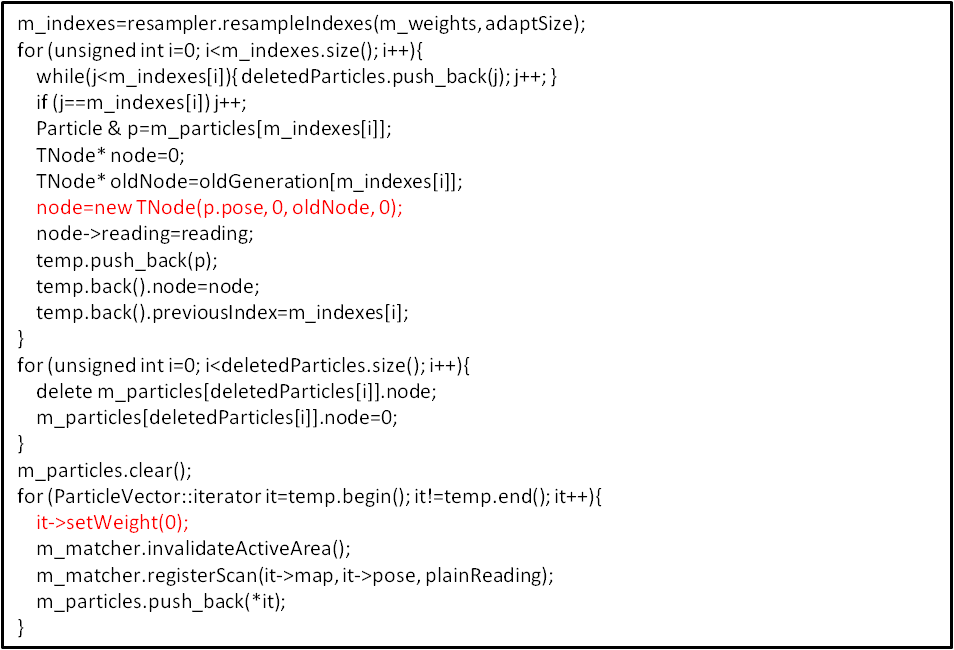 m_indexes=resampler.resampleIndexes(m_weights, adaptSize);
for (unsigned int i=0; i<m_indexes.size(); i++){
while(j<m_indexes[i]){ deletedParticles.push_back(j); j++; }
if (j==m_indexes[i]) j++;
Particle & p=m_particles[m_indexes[i]];
TNode* node=0;
TNode* oldNode=oldGeneration[m_indexes[i]];
node=new TNode(p.pose, 0, oldNode, 0);
node->reading=reading;
temp.push_back(p);
temp.back().node=node;
temp.back().previousIndex=m_indexes[i];
}
for (unsigned int i=0; i<deletedParticles.size(); i++){
delete m_particles[deletedParticles[i]].node;
m_particles[deletedParticles[i]].node=0;
}
m_particles.clear();
for (ParticleVector::iterator it=temp.begin(); it!=temp.end(); it++){
it->setWeight(0);
m_matcher.invalidateActiveArea();
m_matcher.registerScan(it->map, it->pose, plainReading);
m_particles.push_back(*it);
}